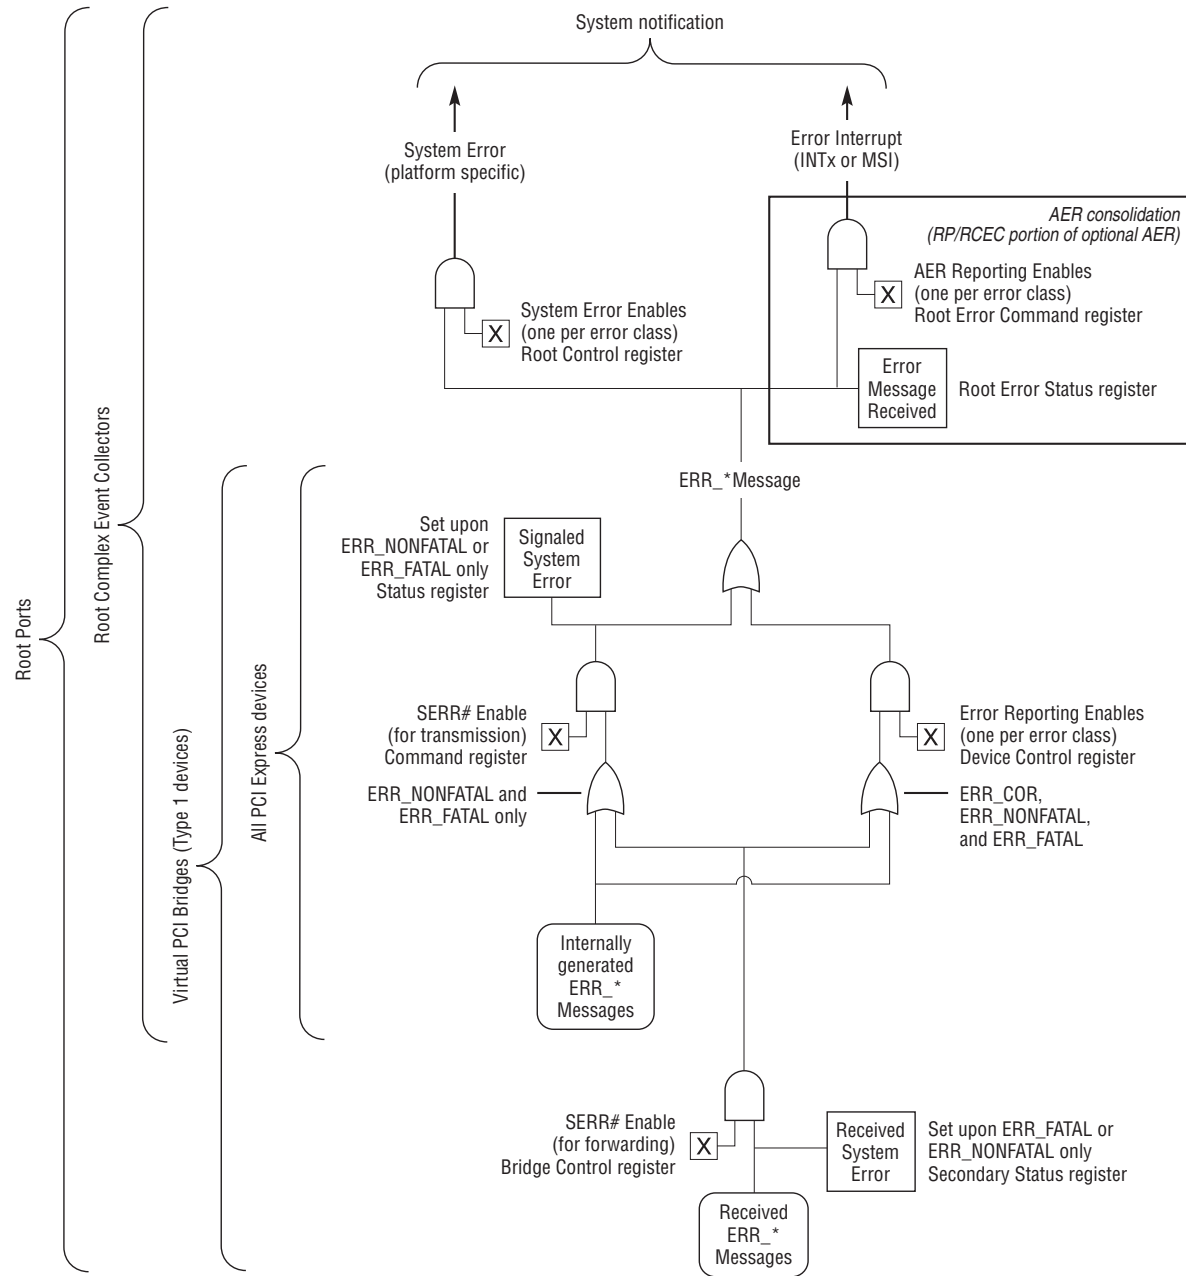 System notification
System Error
(platform specific)
Error Interrupt
(INTx or MSI)
AER consolidation
(RP/RCEC portion of optional AER)
AER Reporting Enables
(one per error class)
Root Error Command register
X
System Error Enables
(one per error class)
Root Control register
X
Error
Message
Received
Root Error Status register
ERR_*Message
Set upon
ERR_NONFATAL or
ERR_FATAL only
Status register
Signaled
System
Error
SERR# Enable
(for transmission)
Command register
X
X
Error Reporting Enables
(one per error class)
Device Control register
ERR_NONFATAL and
ERR_FATAL only
ERR_COR,
ERR_NONFATAL,
and ERR_FATAL
Internally
generated
ERR_*
Messages
SERR# Enable
(for forwarding)
Bridge Control register
X
Received
System
Error
Set upon ERR_FATAL or
ERR_NONFATAL only
Secondary Status register
Received
ERR_*
Messages
Root Ports
Root Complex Event Collectors
Virtual PCI Bridges (Type 1 devices)
All PCI Express devices